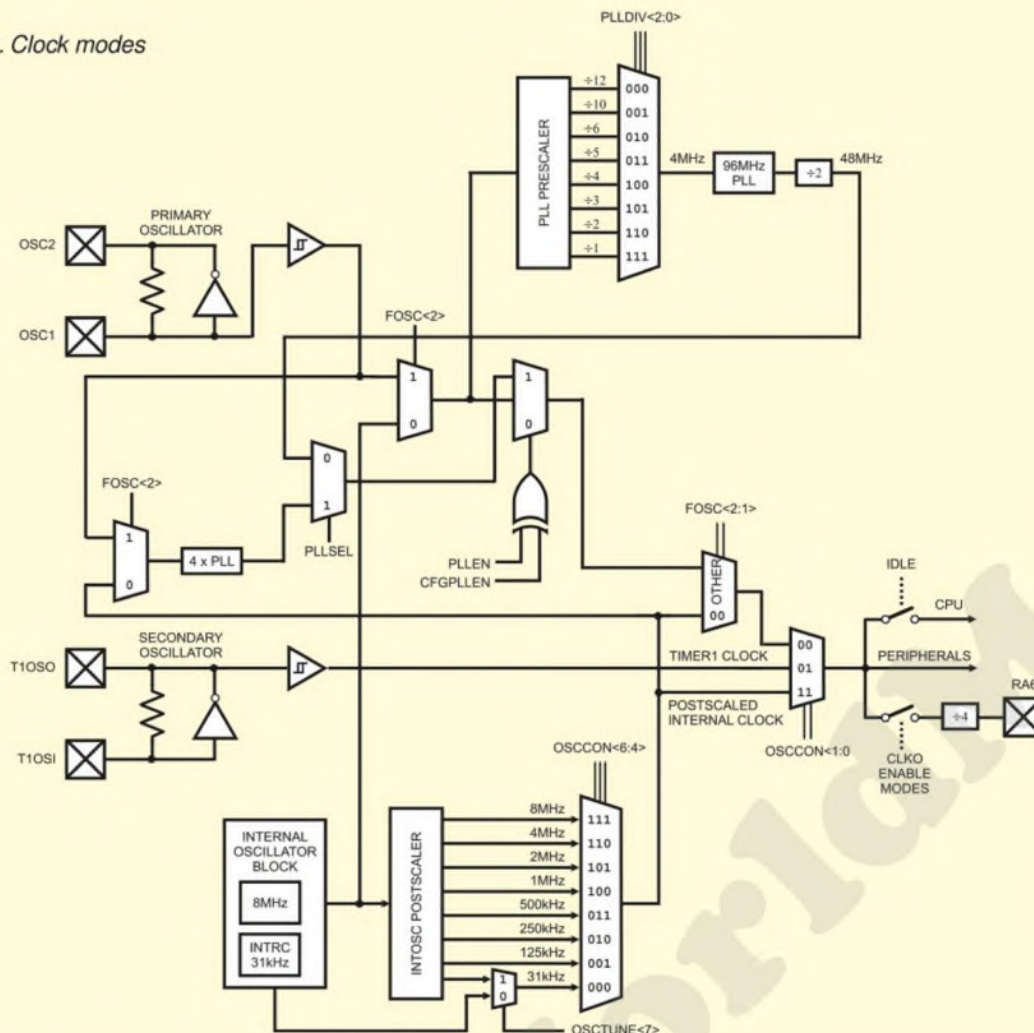 . Clock modes
PLLDIV<2:0>
÷12
000
÷10
001
÷6
010
÷5
011
÷4
100
÷3
101
÷2
110
÷1
111
PLL PRESCALER
4MHz
96MHz
PLL
÷2
48MHz
PRIMARY
OSCILLATOR
OSC2
OSC1
FOSC<2>
1
0
1
0
FOSC<2>
1
0
4 x PLL
0
1
PLLSEL
PLLEN
CFGPLLEN
FOSC<2:1>
OTHER
00
IDLE
CPU
SECONDARY
OSCILLATOR
T1OSO
T1OSI
TIMER1 CLOCK
POSTSCALED
INTERNAL CLOCK
00
01
11
OSCCON<1:0
PERIPHERALS
RA6
÷4
CLKO
ENABLE
MODES
OSCCON<6:4>
INTERNAL
OSCILLATOR
BLOCK
8MHz
INTRC
31kHz
INTOSC POSTSCALER
8MHz
111
4MHz
110
2MHz
101
1MHz
100
500kHz
011
250kHz
010
125kHz
001
31kHz
000
1
0
OSCTUNE<7>